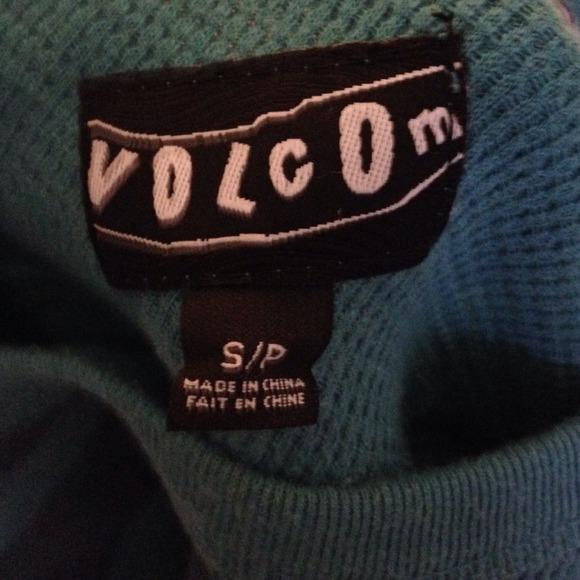 VOLCOm
S/P
MADE IN CHINA
FAIT EN CHINE